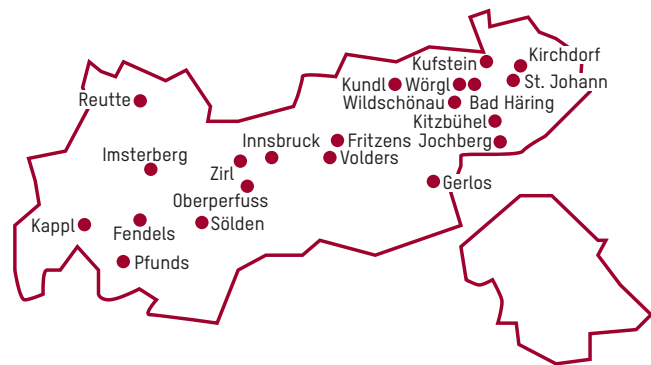 Kufstein
Kirchdorf
Kundl
Wörgl
St. Johann
Reutte
Wildschönau
Bad Häring
Kitzbühel
Innsbruck
Fritzens
Jochberg
Imsterberg
Volders
Zirl
Gerlos
Oberperfuss
Kappl
Fendels
Sölden
Pfunds